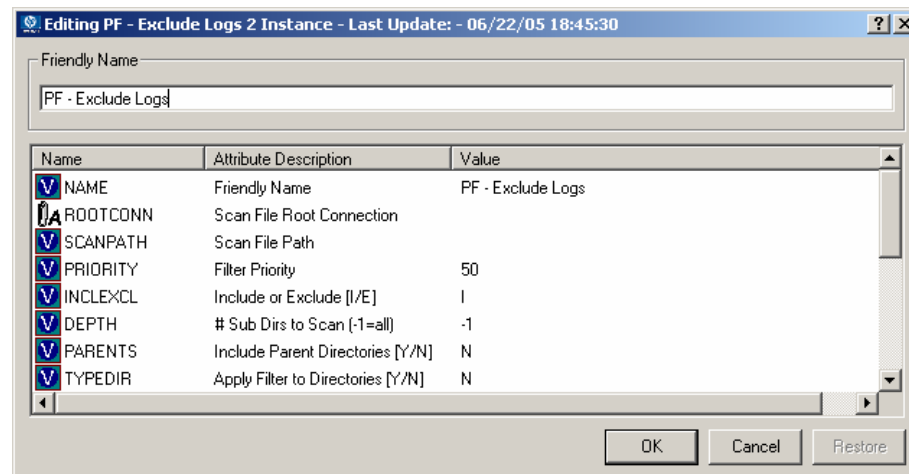 Editing PF - Exclude Logs 2 Instance - Last Update: - 06/22/05 18:45:30
Friendly Name
PF - Exclude Logs
Name Attribute Description Value
NAME Friendly Name PF - Exclude Logs
ROOTCONN Scan File Root Connection
SCANPATH Scan File Path
PRIORITY Filter Priority 50
INCLEXCL Include or Exclude [I/E] I
DEPTH # Sub Dirs to Scan (-1=all) -1
PARENTS Include Parent Directories [Y/N] N
TYPEDIR Apply Filter to Directories [Y/N] N
OK Cancel Restore